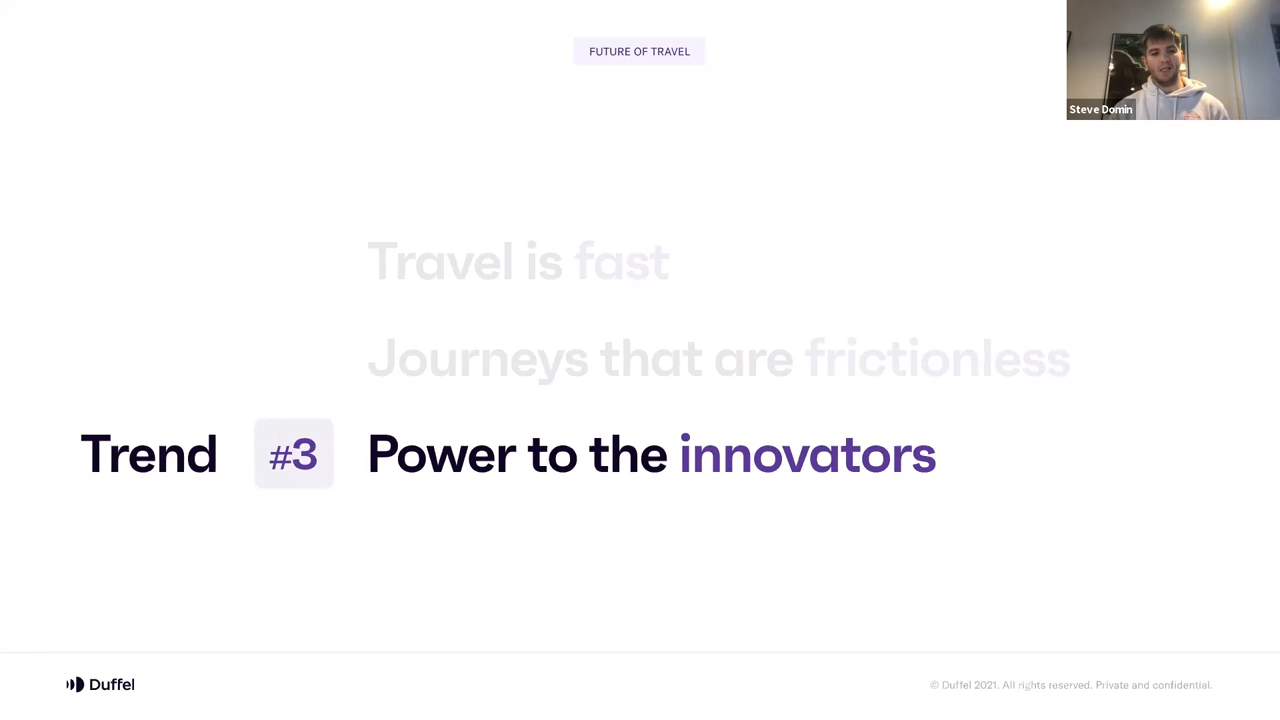 FUTURE OF TRAVEL
Steve Domin
Travel is fast
Journeys that are frictionless
Trend #3 Power to the innovators
Duffel
© Duffel 2021. All rights reserved. Private and confidential.